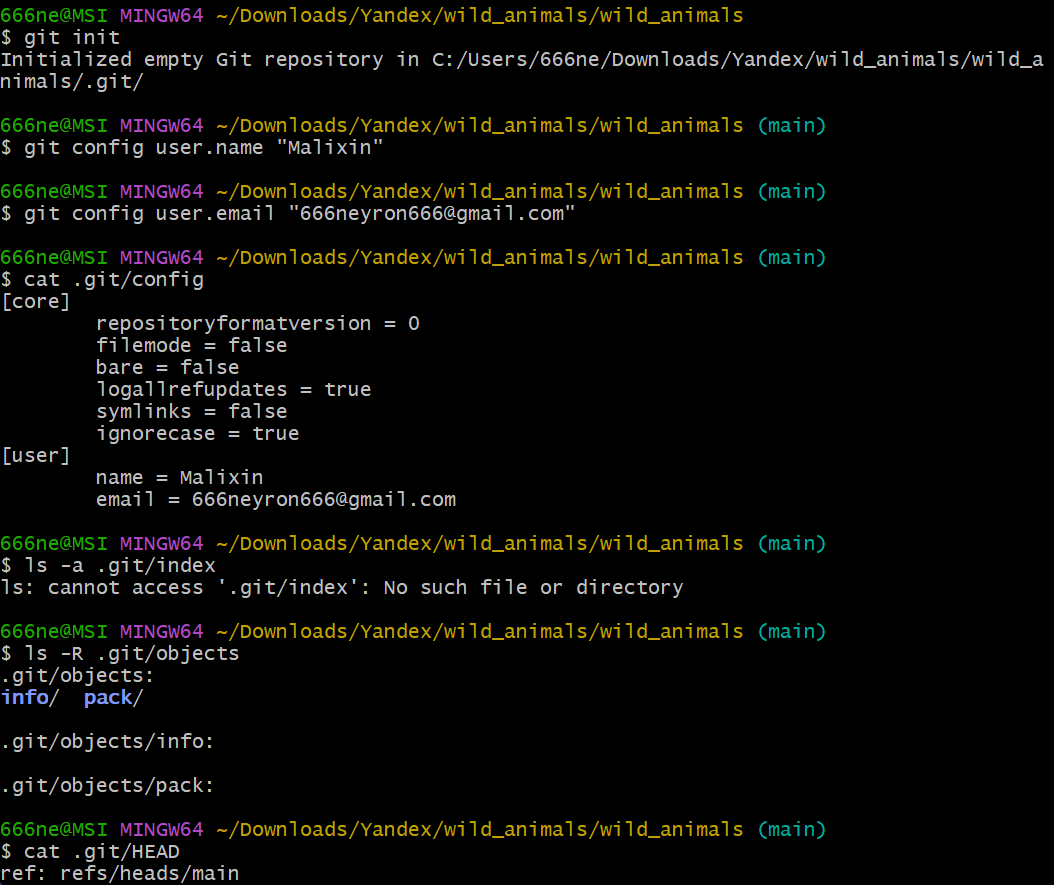 666ne@MSI MINGW64 ~/Downloads/Yandex/wild_animals/wild_animals
$ git init
Initialized empty Git repository in C:/Users/666ne/Downloads/Yandex/wild_animals/wild_a
nimals/.git/

666ne@MSI MINGW64 ~/Downloads/Yandex/wild_animals/wild_animals (main)
$ git config user.name "Malixin"

666ne@MSI MINGW64 ~/Downloads/Yandex/wild_animals/wild_animals (main)
$ git config user.email "666neyron666@gmail.com"

666ne@MSI MINGW64 ~/Downloads/Yandex/wild_animals/wild_animals (main)
$ cat .git/config
[core]
        repositoryformatversion = 0
        filemode = false
        bare = false
        logallrefupdates = true
        symlinks = false
        ignorecase = true
[user]
        name = Malixin
        email = 666neyron666@gmail.com

666ne@MSI MINGW64 ~/Downloads/Yandex/wild_animals/wild_animals (main)
$ ls -a .git/index
ls: cannot access '.git/index': No such file or directory

666ne@MSI MINGW64 ~/Downloads/Yandex/wild_animals/wild_animals (main)
$ ls -R .git/objects
.git/objects:
info/  pack/

.git/objects/info:

.git/objects/pack:

666ne@MSI MINGW64 ~/Downloads/Yandex/wild_animals/wild_animals (main)
$ cat .git/HEAD
ref: refs/heads/main